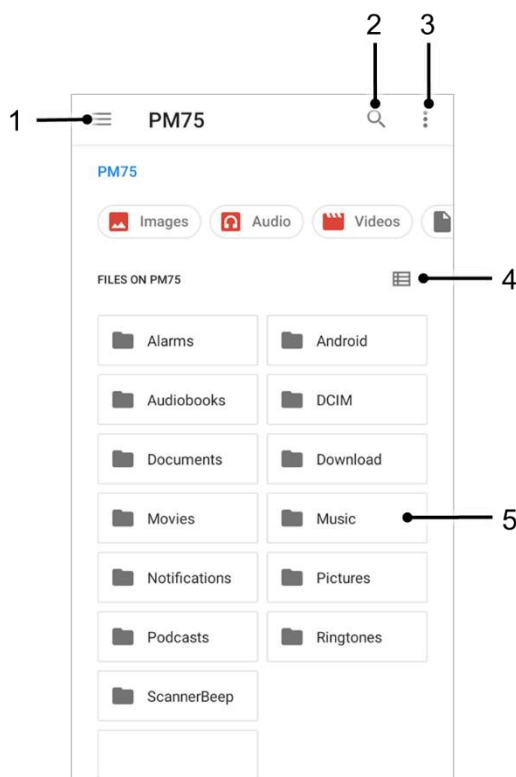 2 3
1 PM75
PM75
Images Audio Videos
FILES ON PM75 4
Alarms Android
Audiobooks DCIM
Documents Download
Movies Music 5
Notifications Pictures
Podcasts Ringtones
ScannerBeep